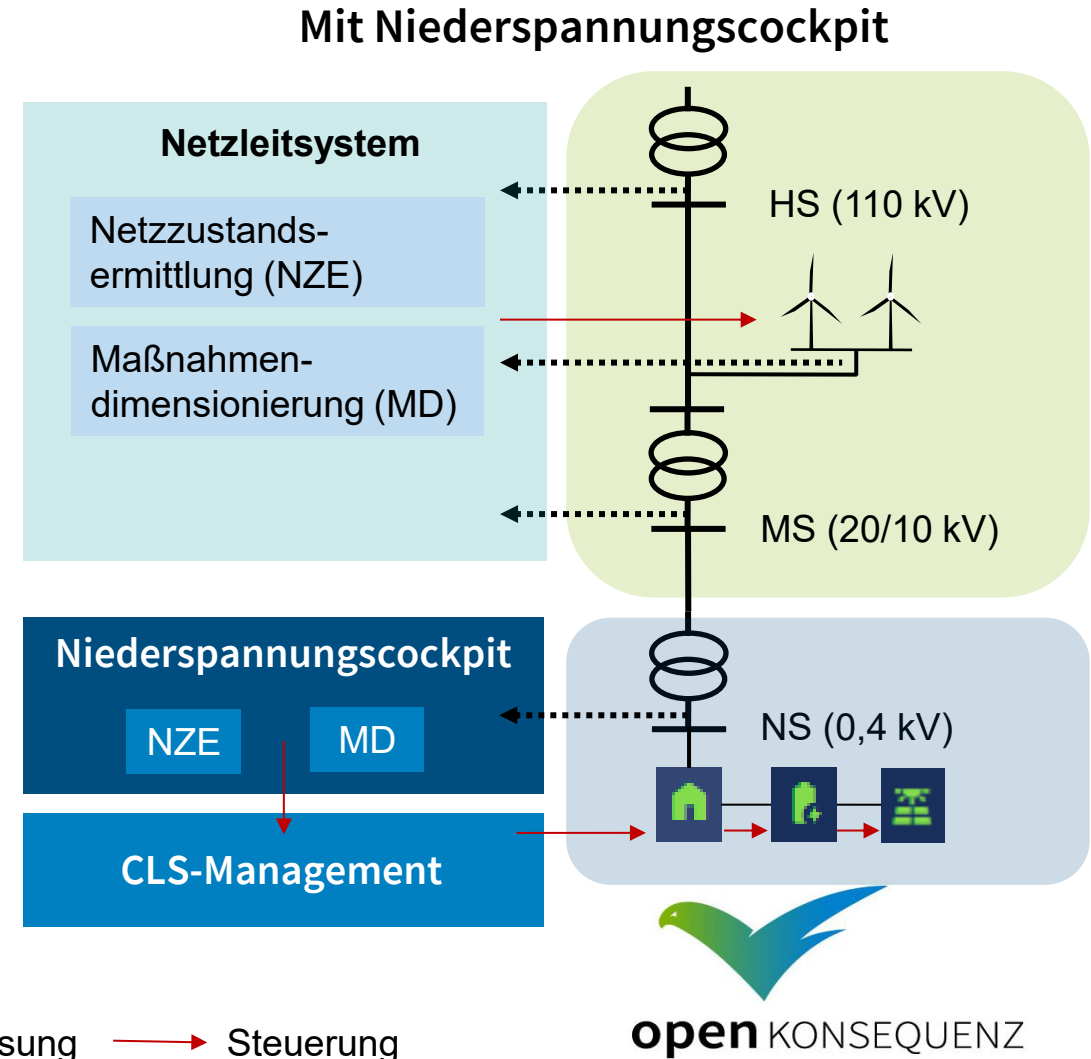 Mit Niederspannungscockpit
Netzleitsystem
Netzzustands-
ermittlung (NZE)
Maßnahmen-
dimensionierung (MD)
HS (110 kV)
MS (20/10 kV)
Niederspannungscockpit
NZE
MD
NS (0,4 kV)
CLS-Management
sung
Steuerung
open KONSEQUENZ